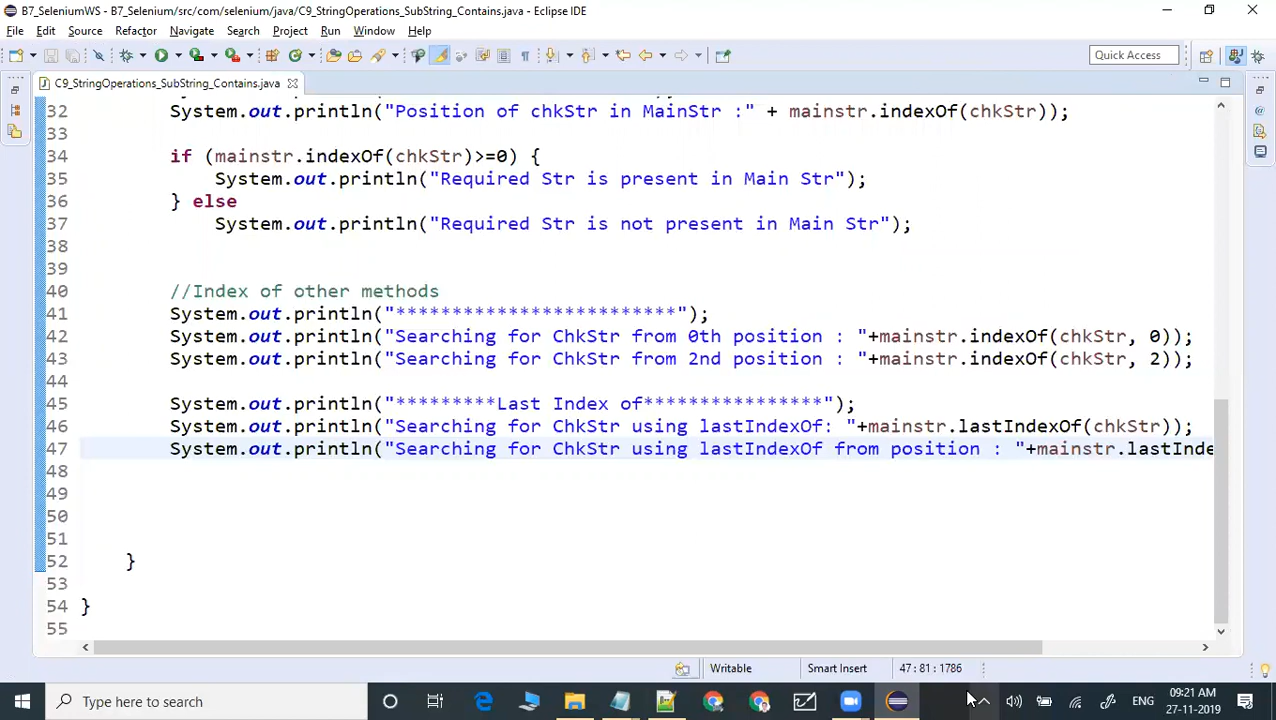 B7_SeleniumWS - B7_Selenium/src/com/selenium/java/C9_StringOperations_SubString_Contains.java - Eclipse IDE
File Edit Source Refactor Navigate Search Project Run Window Help
Quick Access
C9_StringOperations_SubString_Contains.java
32 System.out.println("Position of chkStr in MainStr :" + mainstr.indexOf(chkStr));
33
34 if (mainstr.indexOf(chkStr)>=0) {
35 System.out.println("Required Str is present in Main Str");
36 } else
37 System.out.println("Required Str is not present in Main Str");
38
39
40 //Index of other methods
41 System.out.println("*************************");
42 System.out.println("Searching for ChkStr from 0th position : "+mainstr.indexOf(chkStr, 0));
43 System.out.println("Searching for ChkStr from 2nd position : "+mainstr.indexOf(chkStr, 2));
44
45 System.out.println("*********Last Index of****************");
46 System.out.println("Searching for ChkStr using lastIndexOf: "+mainstr.lastIndexOf(chkStr));
47 System.out.println("Searching for ChkStr using lastIndexOf from position : "+mainstr.lastInde
48
49
50
51
52 }
53
54 }
55
Writable Smart Insert 47 : 81 : 1786
Type here to search
ENG
09:21 AM
27-11-2019